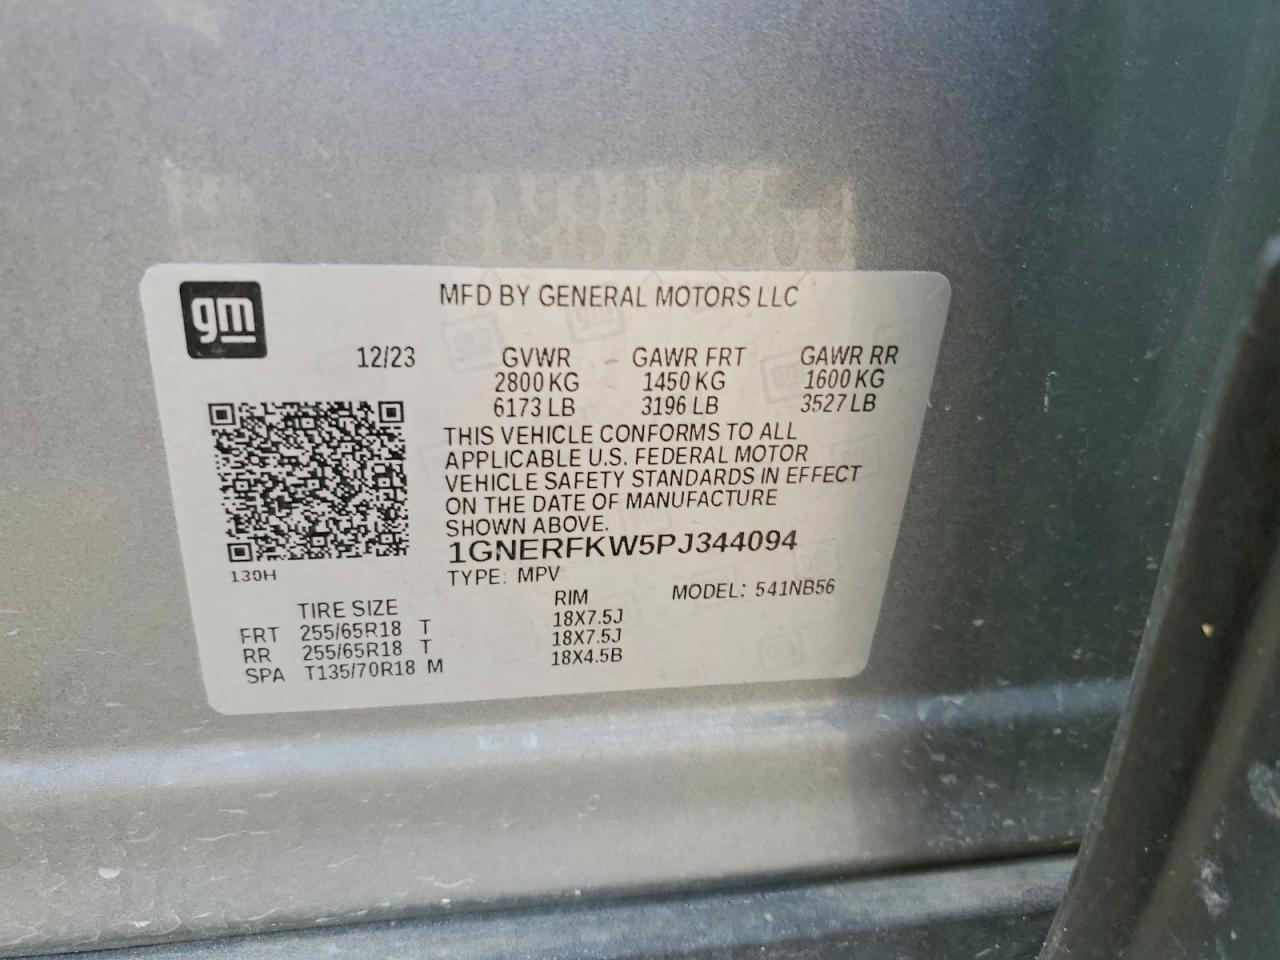 gm
MFD BY GENERAL MOTORS LLC
12/23 GVWR GAWR FRT GAWR RR
2800 KG 1450 KG 1600 KG
6173 LB 3196 LB 3527 LB
THIS VEHICLE CONFORMS TO ALL
APPLICABLE U.S. FEDERAL MOTOR
VEHICLE SAFETY STANDARDS IN EFFECT
ON THE DATE OF MANUFACTURE
SHOWN ABOVE.
1GNERFKW5PJ344094
130H
TYPE: MPV MODEL: 541NB56
TIRE SIZE RIM
FRT 255/65R18 T 18X7.5J
RR 255/65R18 T 18X7.5J
SPA T135/70R18 M 18X4.5B